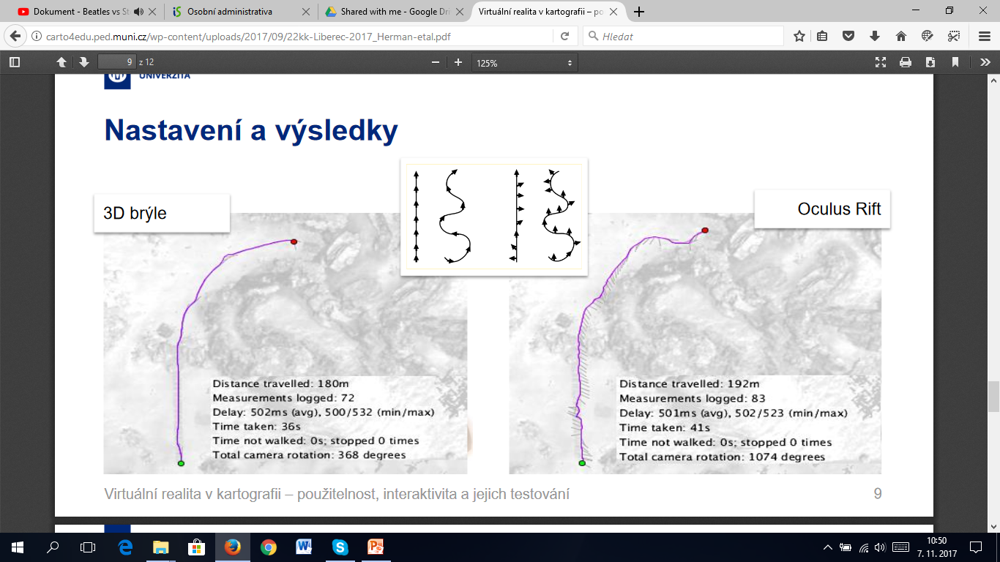 Document - Beatles vs St
Osobní administrativa
Shared with me - Google Dri
Virtuální realita v kartografii – po
carto4edu.ped.muni.cz/wp-content/uploads/2017/09/22kk-Liberec-2017_Herman-etal.pdf
Hledat
9 z 12
125%
UNIVERZITA
Nastavení a výsledky
3D brýle
Oculus Rift
Distance travelled: 180m
Measurements logged: 72
Delay: 502ms (avg), 500/532 (min/max)
Time taken: 36s
Time not walked: 0s; stopped 0 times
Total camera rotation: 368 degrees
Distance travelled: 192m
Measurements logged: 83
Delay: 501ms (avg), 502/523 (min/max)
Time taken: 41s
Time not walked: 0s; stopped 0 times
Total camera rotation: 1074 degrees
Virtuální realita v kartografii – použitelnost, interaktivita a jejich testování
9
10:50
7. 11. 2017